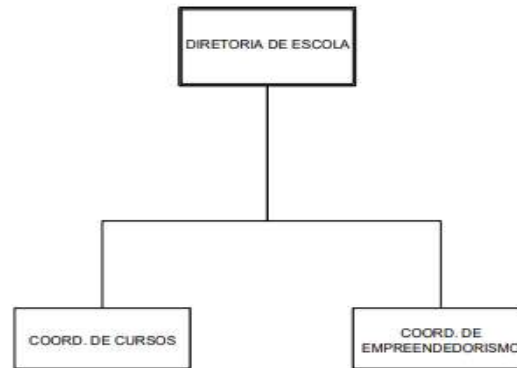 DIRETORIA DE ESCOLA
COORD. DE CURSOS
COORD. DE
EMPREENDEDORISMO